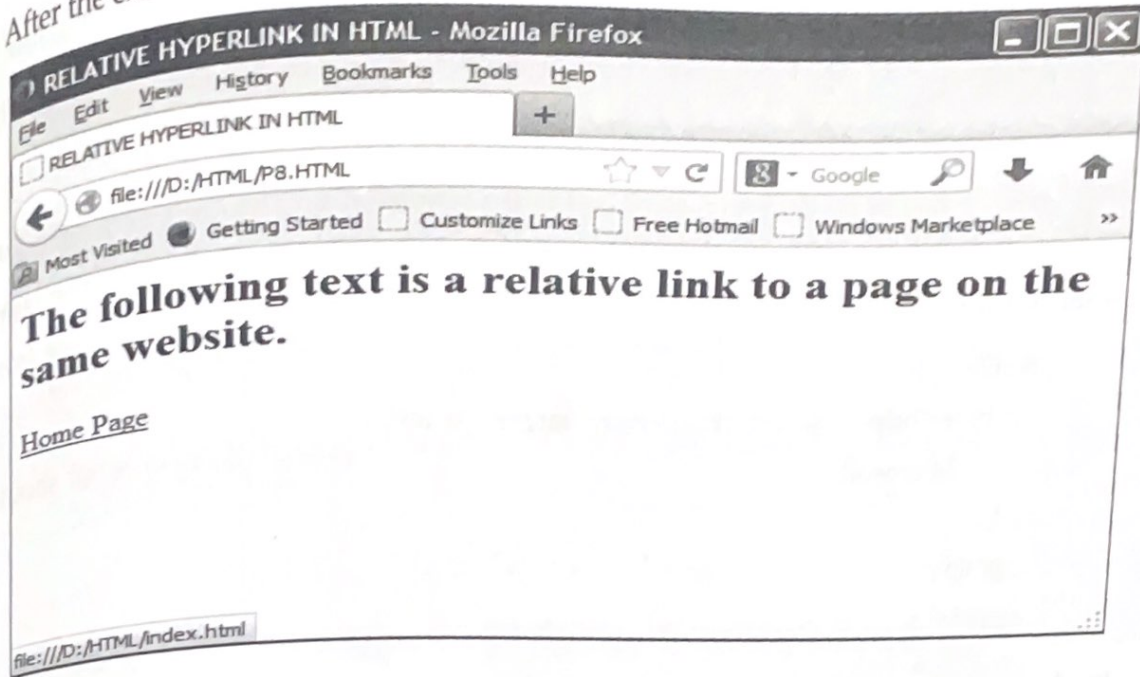 After the
RELATIVE HYPERLINK IN HTML - Mozilla Firefox
File Edit View History Bookmarks Tools Help
RELATIVE HYPERLINK IN HTML +
file:///D:/HTML/P8.HTML Google
Most Visited Getting Started Customize Links Free Hotmail Windows Marketplace »
The following text is a relative link to a page on the
same website.
Home Page
file:///D:/HTML/index.html